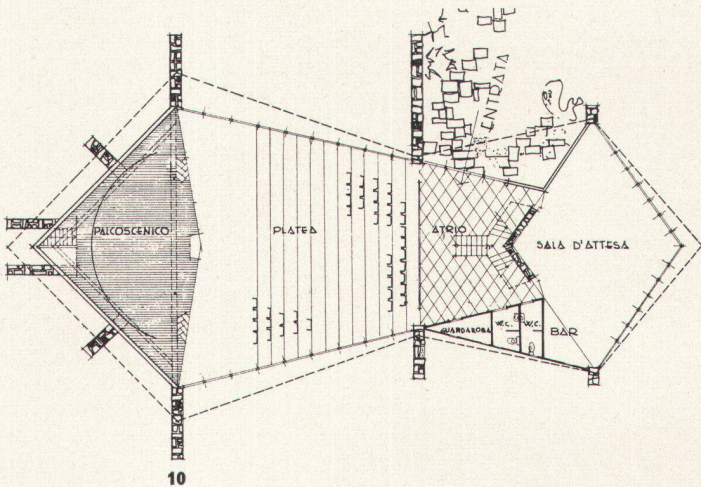 ENTRATA
PALCOSCENICO
PLATEA
ATRIO
SALA D'ATTESA
GUARDAROBA
W.C.
W.C.
BAR
10